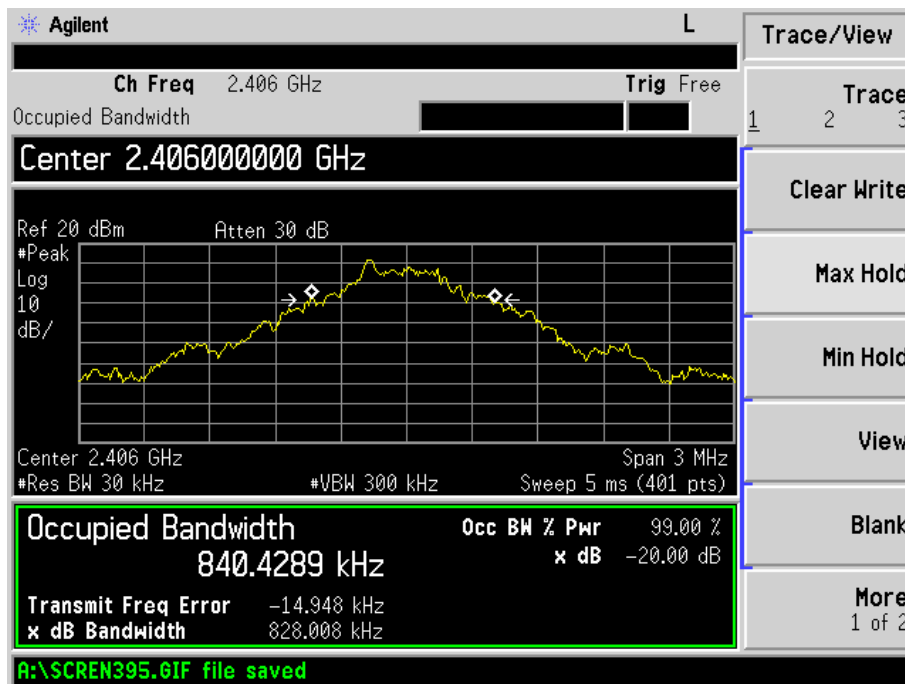 Agilent L
Ch Freq 2.406 GHz Trig Free
Occupied Bandwidth
Center 2.406000000 GHz
Ref 20 dBm Atten 30 dB
#Peak
Log
10
dB/
Center 2.406 GHz Span 3 MHz
#Res BW 30 kHz #VBW 300 kHz Sweep 5 ms (401 pts)
Occupied Bandwidth Occ BW % Pwr 99.00 %
840.4289 kHz x dB -20.00 dB
Transmit Freq Error -14.948 kHz
x dB Bandwidth 828.008 kHz
A:\SCREN395.GIF file saved
Trace/View
Trace
1 2 3
Clear Write
Max Hold
Min Hold
View
Blank
More
1 of 2